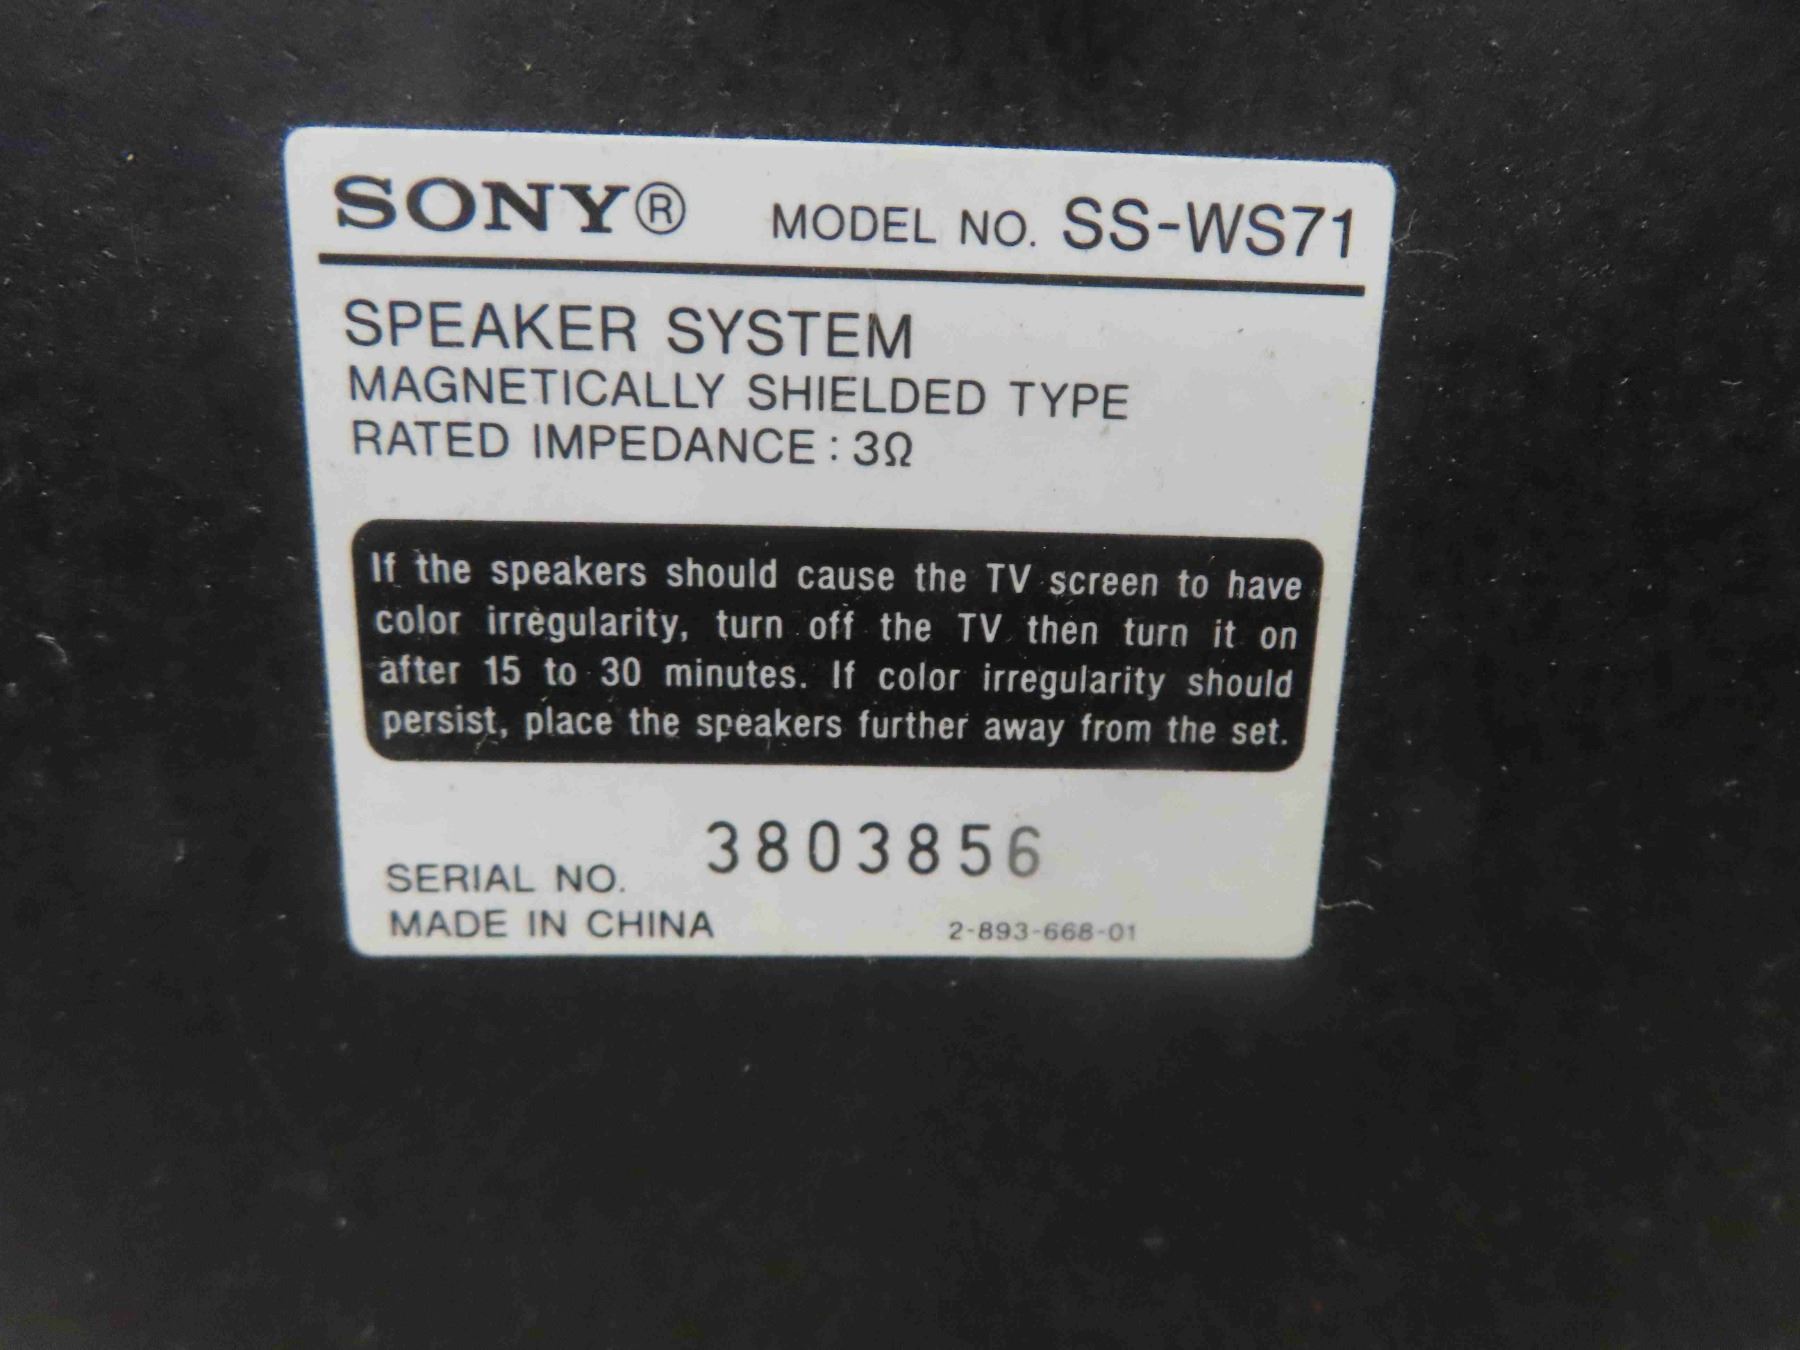 SONY® MODEL NO. SS-WS71
SPEAKER SYSTEM
MAGNETICALLY SHIELDED TYPE
RATED IMPEDANCE : 3Ω
If the speakers should cause the TV screen to have
color irregularity, turn off the TV then turn it on
after 15 to 30 minutes. If color irregularity should
persist, place the speakers further away from the set.
SERIAL NO. 3803856
MADE IN CHINA 2-893-668-01